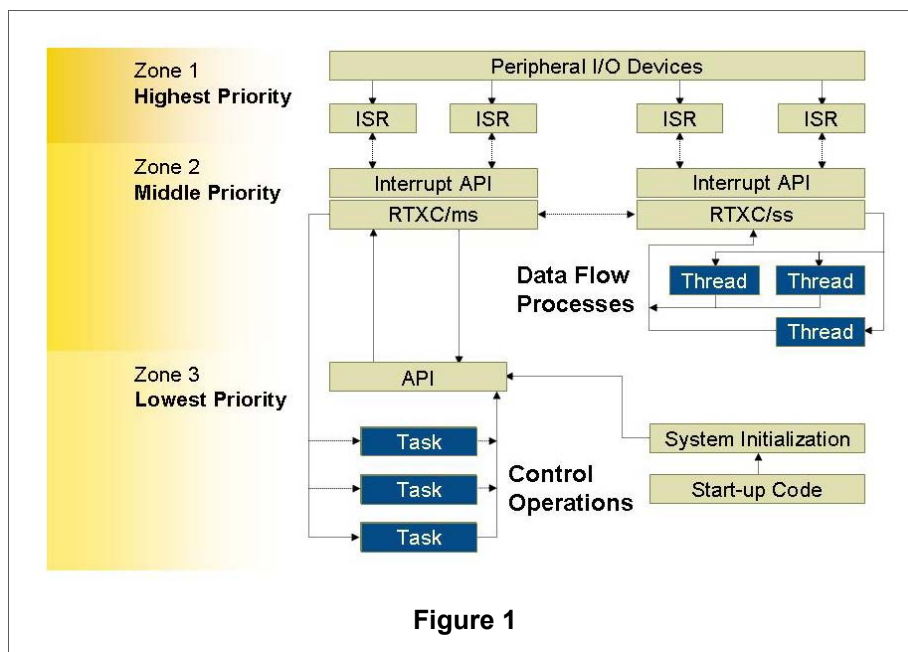 Zone 1
Highest Priority
Peripheral I/O Devices
ISR
ISR
ISR
ISR
Zone 2
Middle Priority
Interrupt API
Interrupt API
RTXC/ms
RTXC/ss
Data Flow
Processes
Thread
Thread
Thread
Zone 3
Lowest Priority
API
Task
Task
Task
Control
Operations
System Initialization
Start-up Code
Figure 1